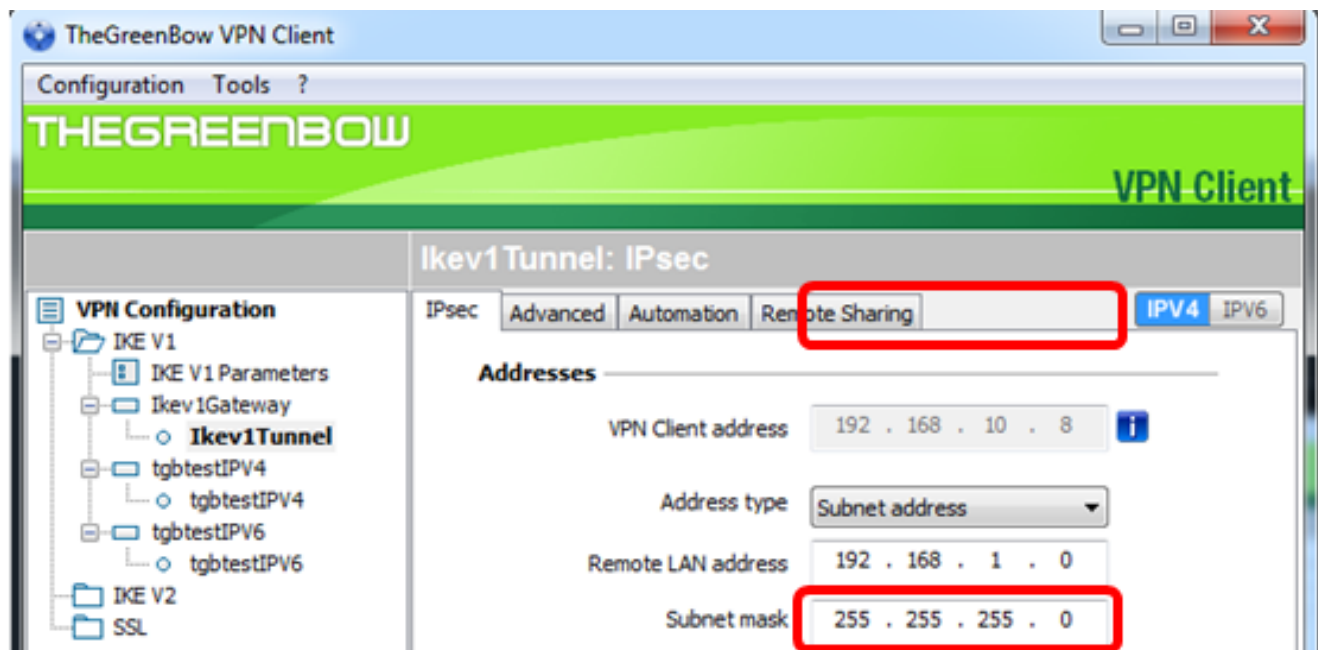 TheGreenBow VPN Client
Configuration Tools ?
THEGREENBOW
VPN Client
Ikev1Tunnel: IPsec
VPN Configuration
IKE V1
IKE V1 Parameters
Ikev1Gateway
Ikev1Tunnel
tgbtestIPV4
tgbtestIPV4
tgbtestIPV6
tgbtestIPV6
IKE V2
SSL
IPsec Advanced Automation Remote Sharing IPV4 IPV6
Addresses
VPN Client address 192 . 168 . 10 . 8 i
Address type Subnet address
Remote LAN address 192 . 168 . 1 . 0
Subnet mask 255 . 255 . 255 . 0